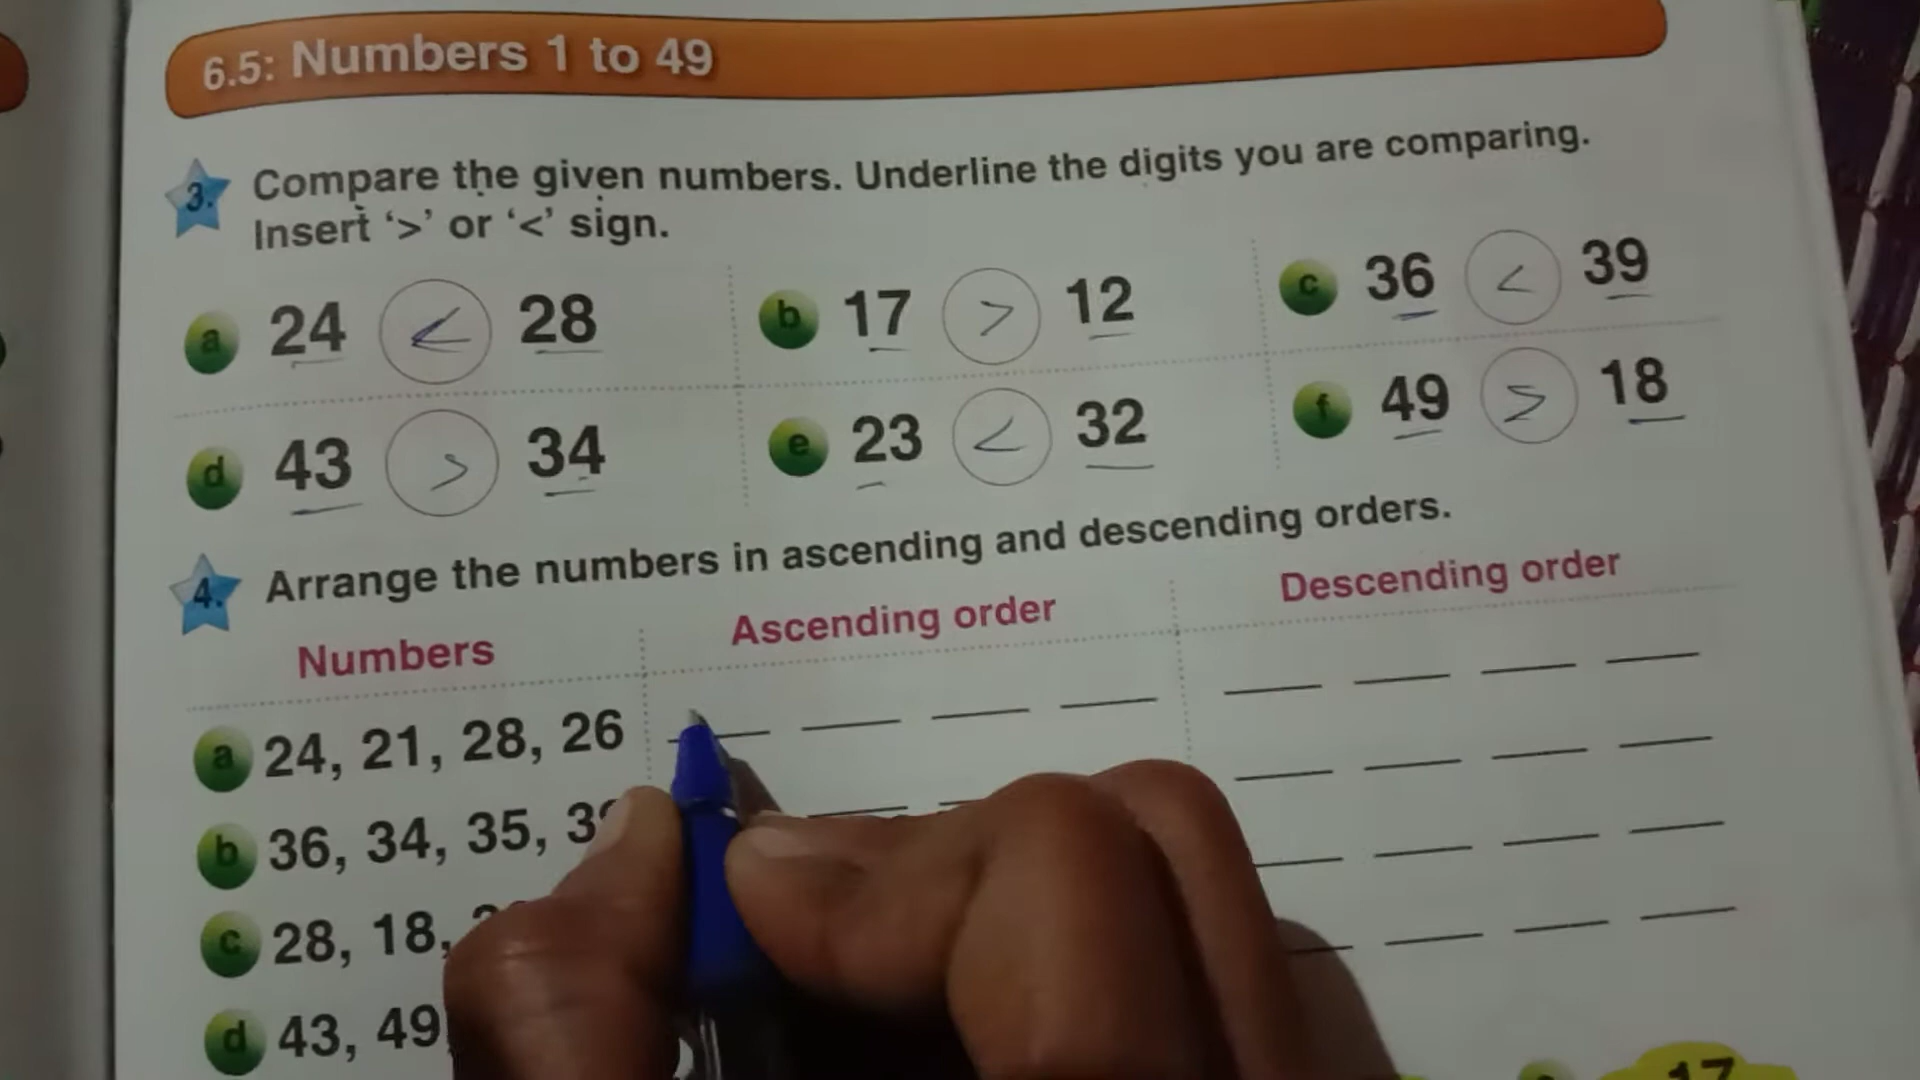 6.5: Numbers 1 to 49
3. Compare the given numbers. Underline the digits you are comparing.
Insert ‘>’ or ‘<’ sign.
a 24 < 28 b 17 > 12 c 36 < 39
d 43 > 34 e 23 < 32 f 49 > 18
4. Arrange the numbers in ascending and descending orders.
Numbers Ascending order Descending order
a 24, 21, 28, 26
b 36, 34, 35,
c 28, 18,
d 43, 49
17